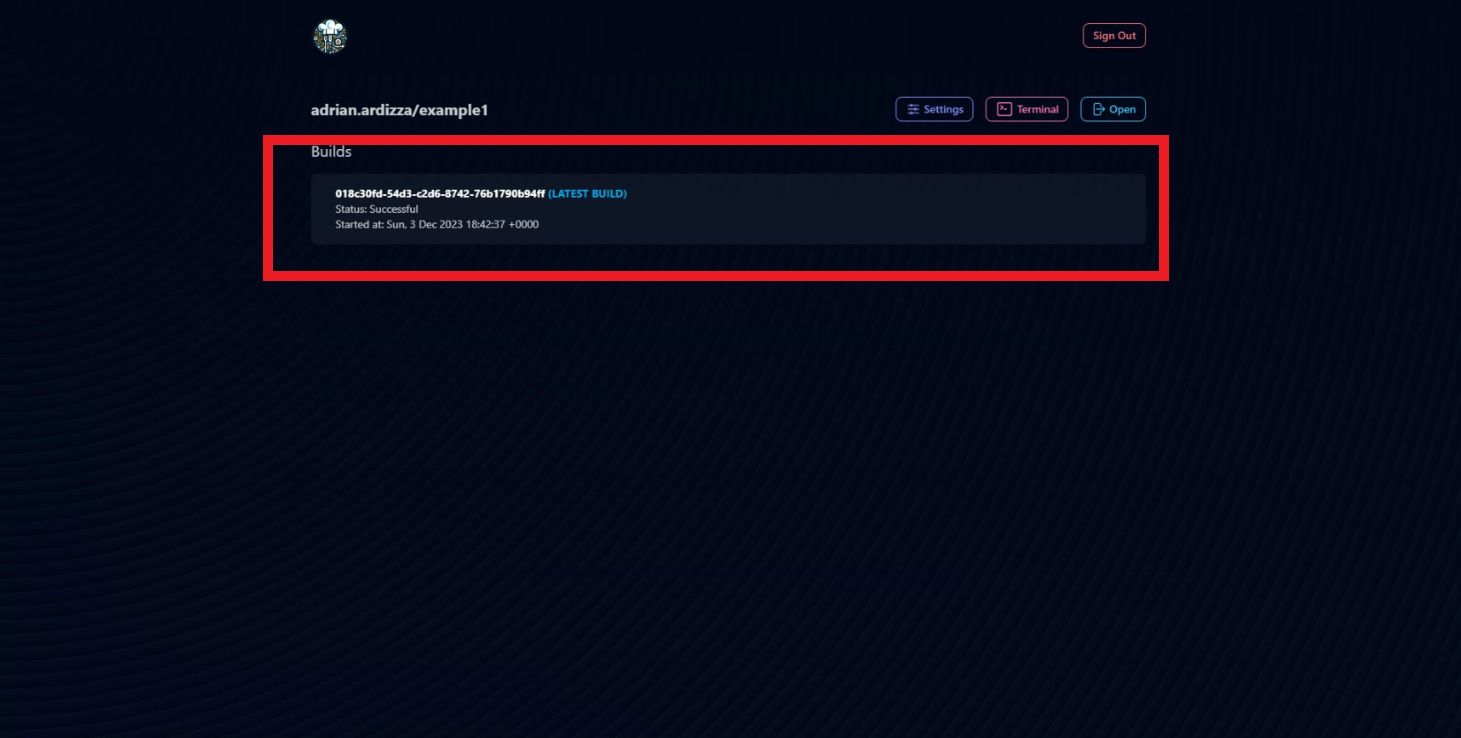 Sign Out
adrian.ardizza/example1
Settings
Terminal
Open
Builds
018c30fd-54d3-c2d6-8742-76b1790b94ff (LATEST BUILD)
Status: Successful
Started at: Sun, 3 Dec 2023 18:42:37 +0000